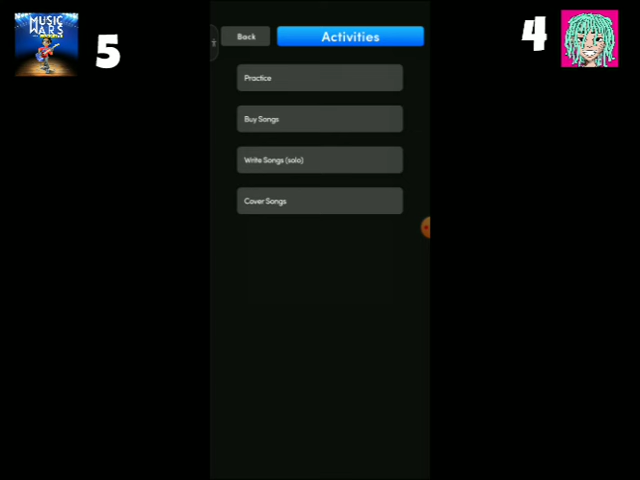 MUSIC
WARS
5
4
Back
Activities
Practice
Buy Songs
Write Songs (solo)
Cover Songs